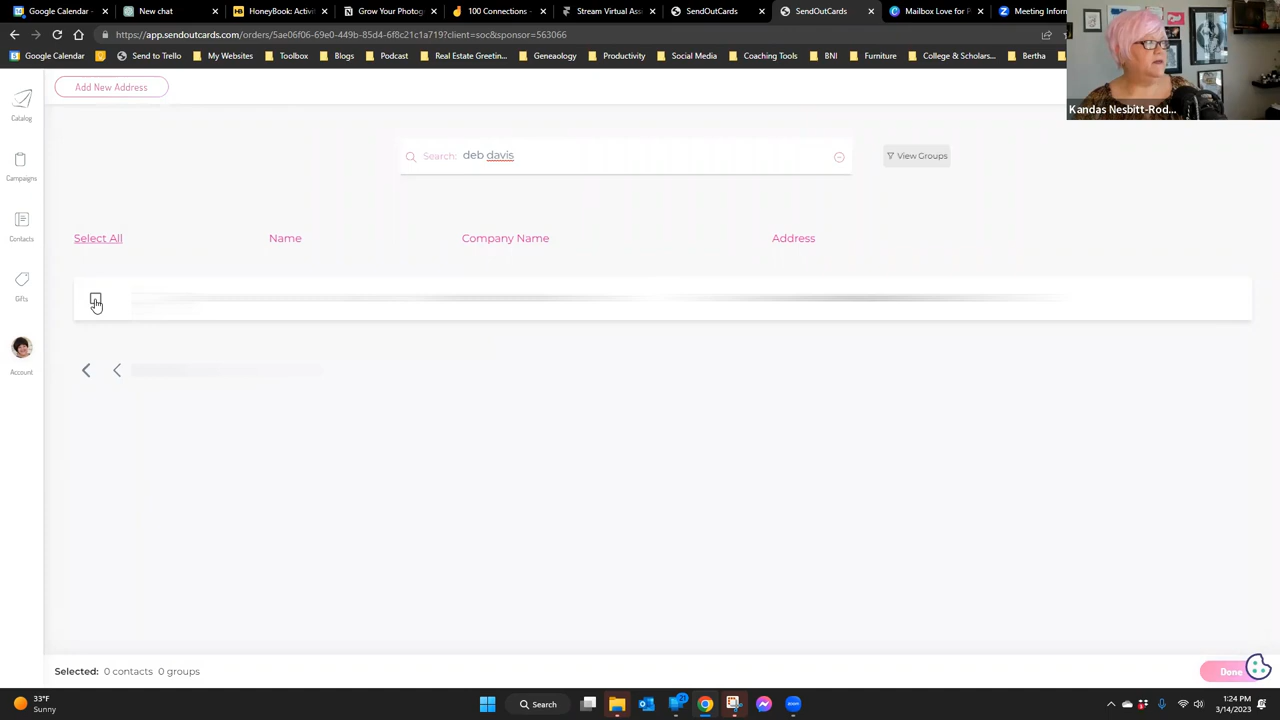 Google Calendar - 
New chat
HoneyBook: Activi
Grow Your Photog
100 Connections -
Stream Virtual Assi
SendOutCards
SendOutCards
Mailbox Love for P
Meeting Inform
https://app.sendoutcards.com/orders/5ae06f06-69e0-449b-85d4-6f8c21c1a719?client=boc&sponsor=563066
Google Calendar
Send to Trello
My Websites
Toolbox
Blogs
Podcast
Real Estate Greetin...
Genealogy
Productivity
Social Media
Coaching Tools
BNI
Furniture
College & Scholars...
Bertha
Kandas Nesbitt-Rod...
Add New Address
Catalog
Campaigns
Contacts
Gifts
Account
Search: deb davis
View Groups
Select All Name Company Name Address
Selected: 0 contacts 0 groups
Done
33°F
Sunny
Search
21
1:24 PM
3/14/2023